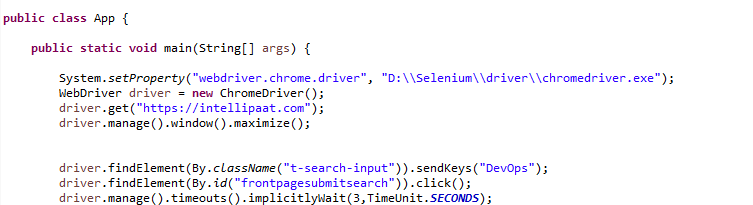 public class App {
public static void main(String[] args) {
System.setProperty("webdriver.chrome.driver", "D:\\Selenium\\driver\\chromedriver.exe");
WebDriver driver = new ChromeDriver();
driver.get("https://intellipaat.com");
driver.manage().window().maximize();
driver.findElement(By.className("t-search-input")).sendKeys("DevOps");
driver.findElement(By.id("frontpagesubmitsearch")).click();
driver.manage().timeouts().implicitlyWait(3,TimeUnit.SECONDS);